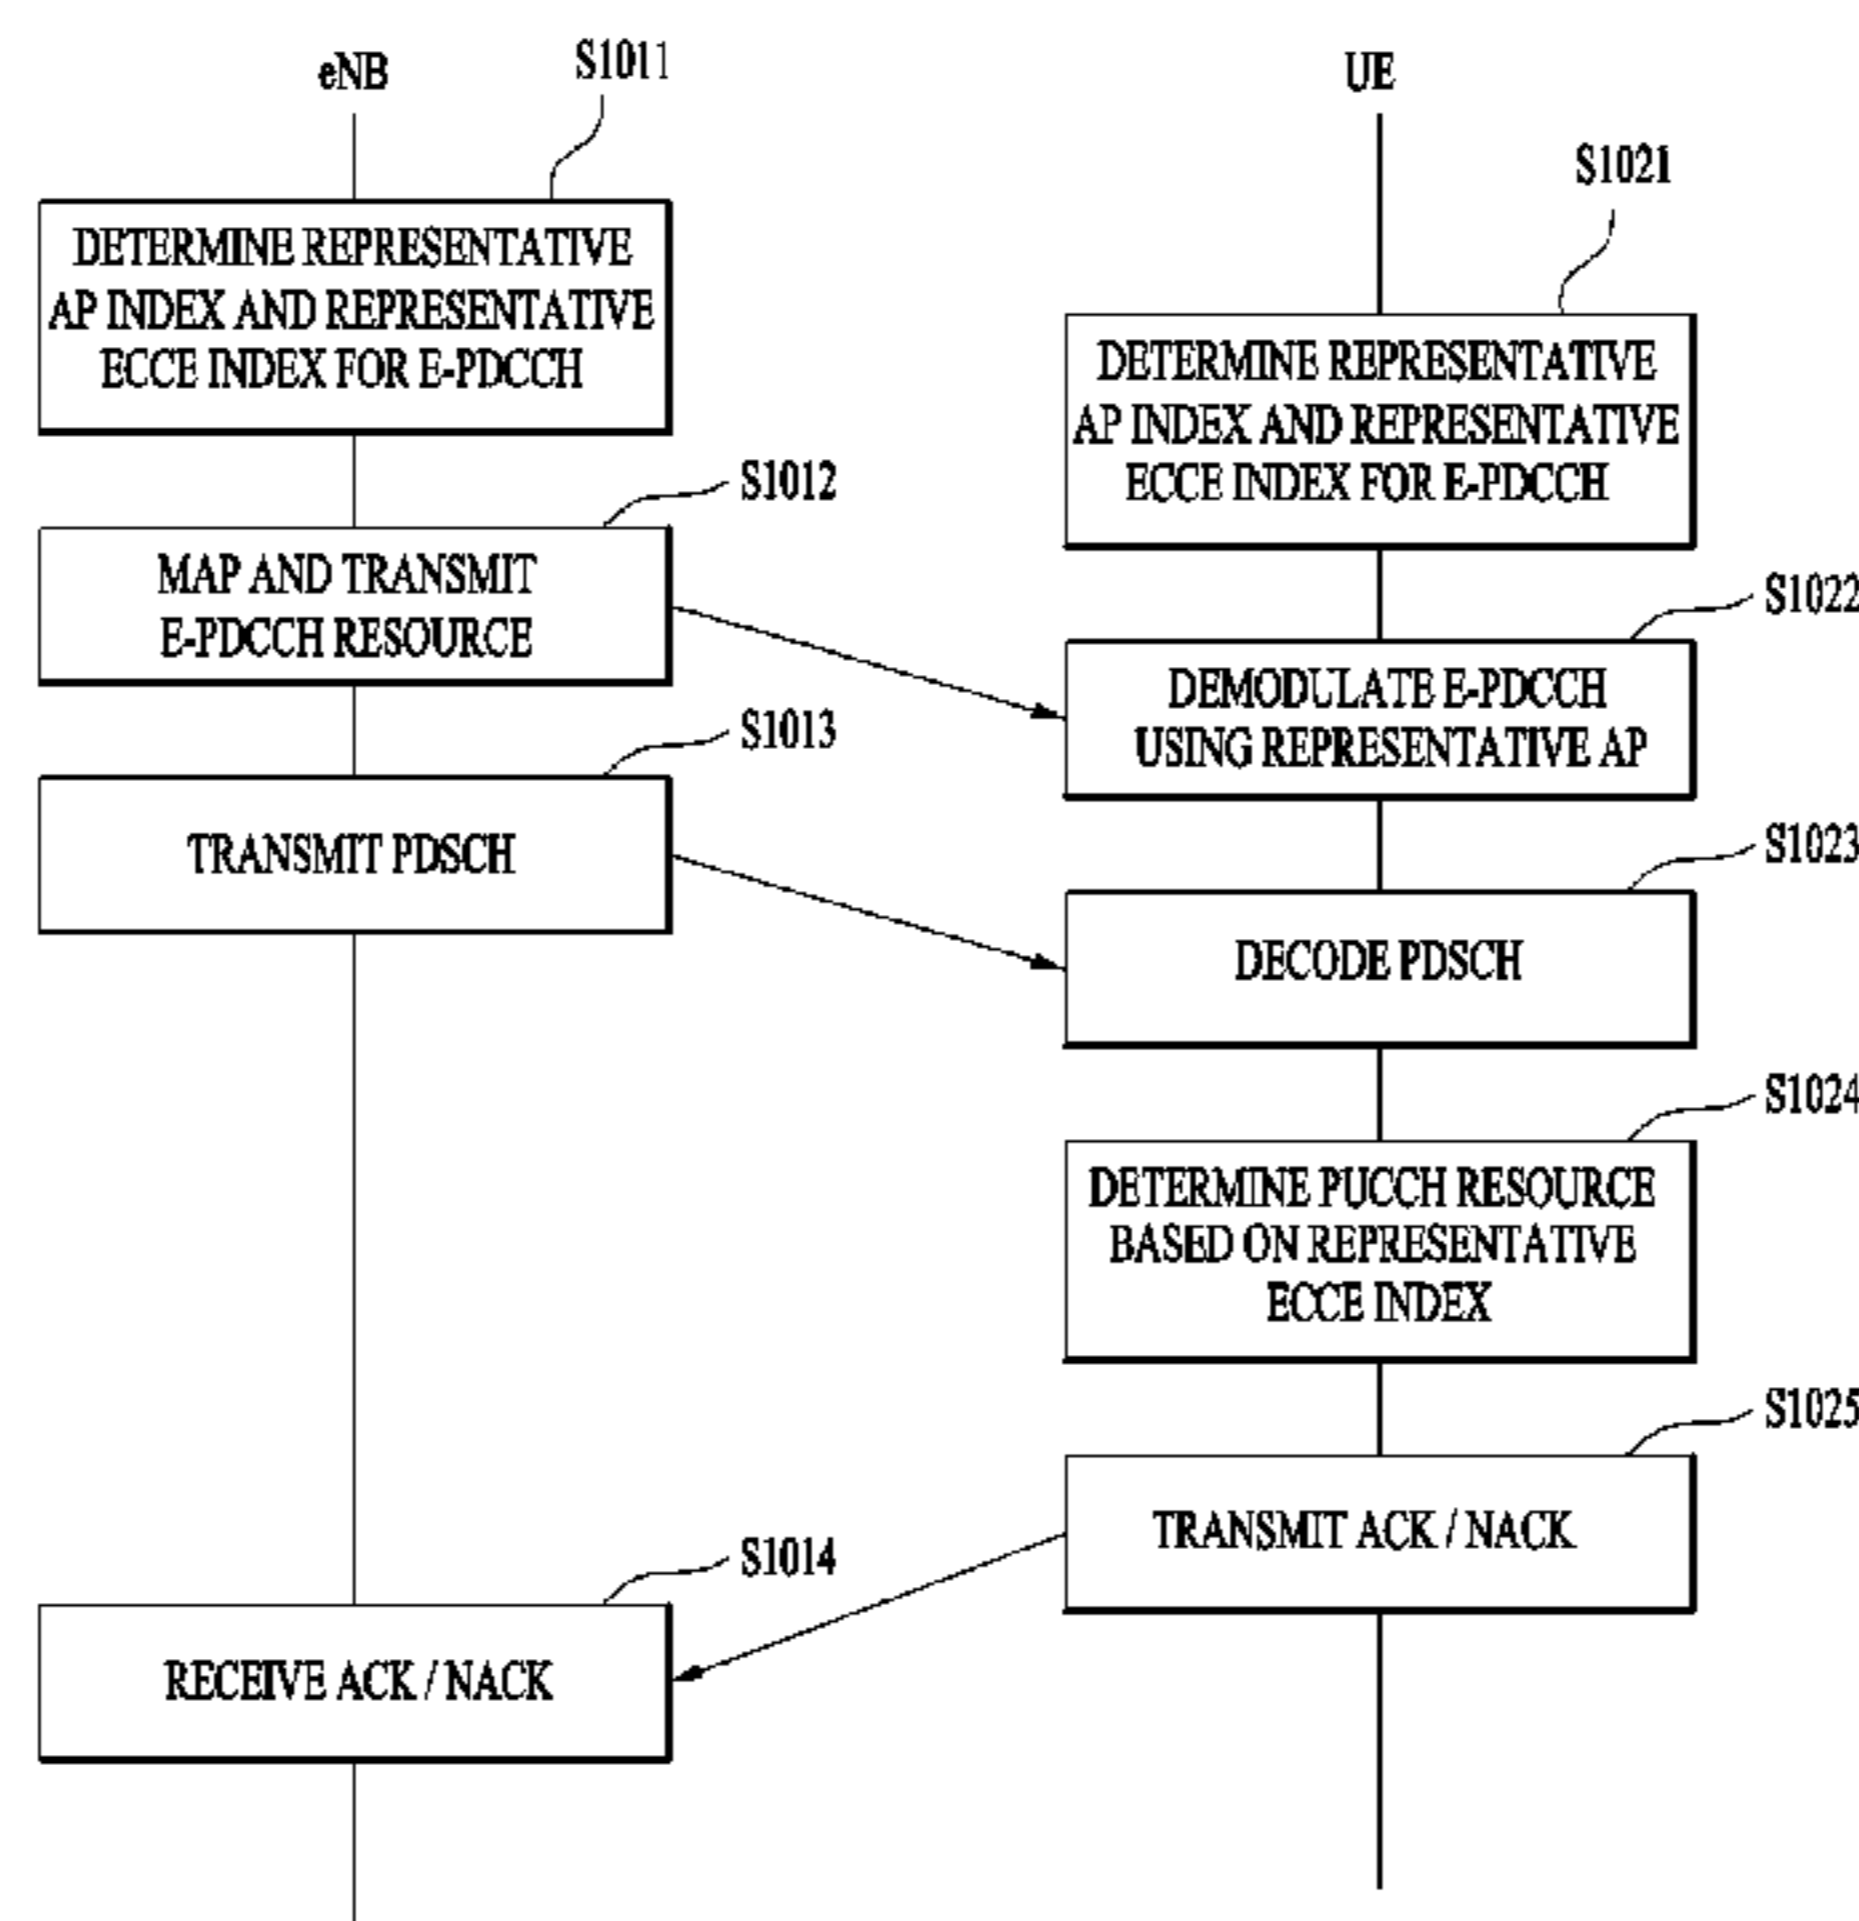 eNB
S1011
UE
S1021
DETERMINE REPRESENTATIVE
AP INDEX AND REPRESENTATIVE
ECCE INDEX FOR E-PDCCH
DETERMINE REPRESENTATIVE
AP INDEX AND REPRESENTATIVE
ECCE INDEX FOR E-PDCCH
S1012
MAP AND TRANSMIT
E-PDCCH RESOURCE
S1022
DEMODULATE E-PDCCH
USING REPRESENTATIVE AP
S1013
TRANSMIT PDSCH
S1023
DECODE PDSCH
S1024
DETERMINE PUCCH RESOURCE
BASED ON REPRESENTATIVE
ECCE INDEX
S1025
TRANSMIT ACK / NACK
S1014
RECEIVE ACK / NACK